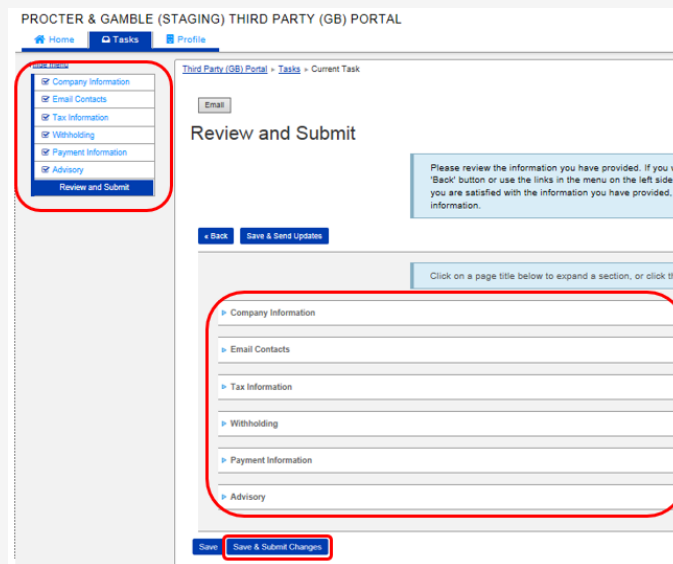 PROCTER & GAMBLE (STAGING) THIRD PARTY (GB) PORTAL
Home Tasks Profile
Hide menu
Company Information
Email Contacts
Tax Information
Withholding
Payment Information
Advisory
Review and Submit
Third Party (GB) Portal » Tasks » Current Task
Email
Review and Submit
Please review the information you have provided. If you
'Back' button or use the links in the menu on the left side
you are satisfied with the information you have provided,
information.
« Back Save & Send Updates
Click on a page title below to expand a section, or click
Company Information
Email Contacts
Tax Information
Withholding
Payment Information
Advisory
Save Save & Submit Changes